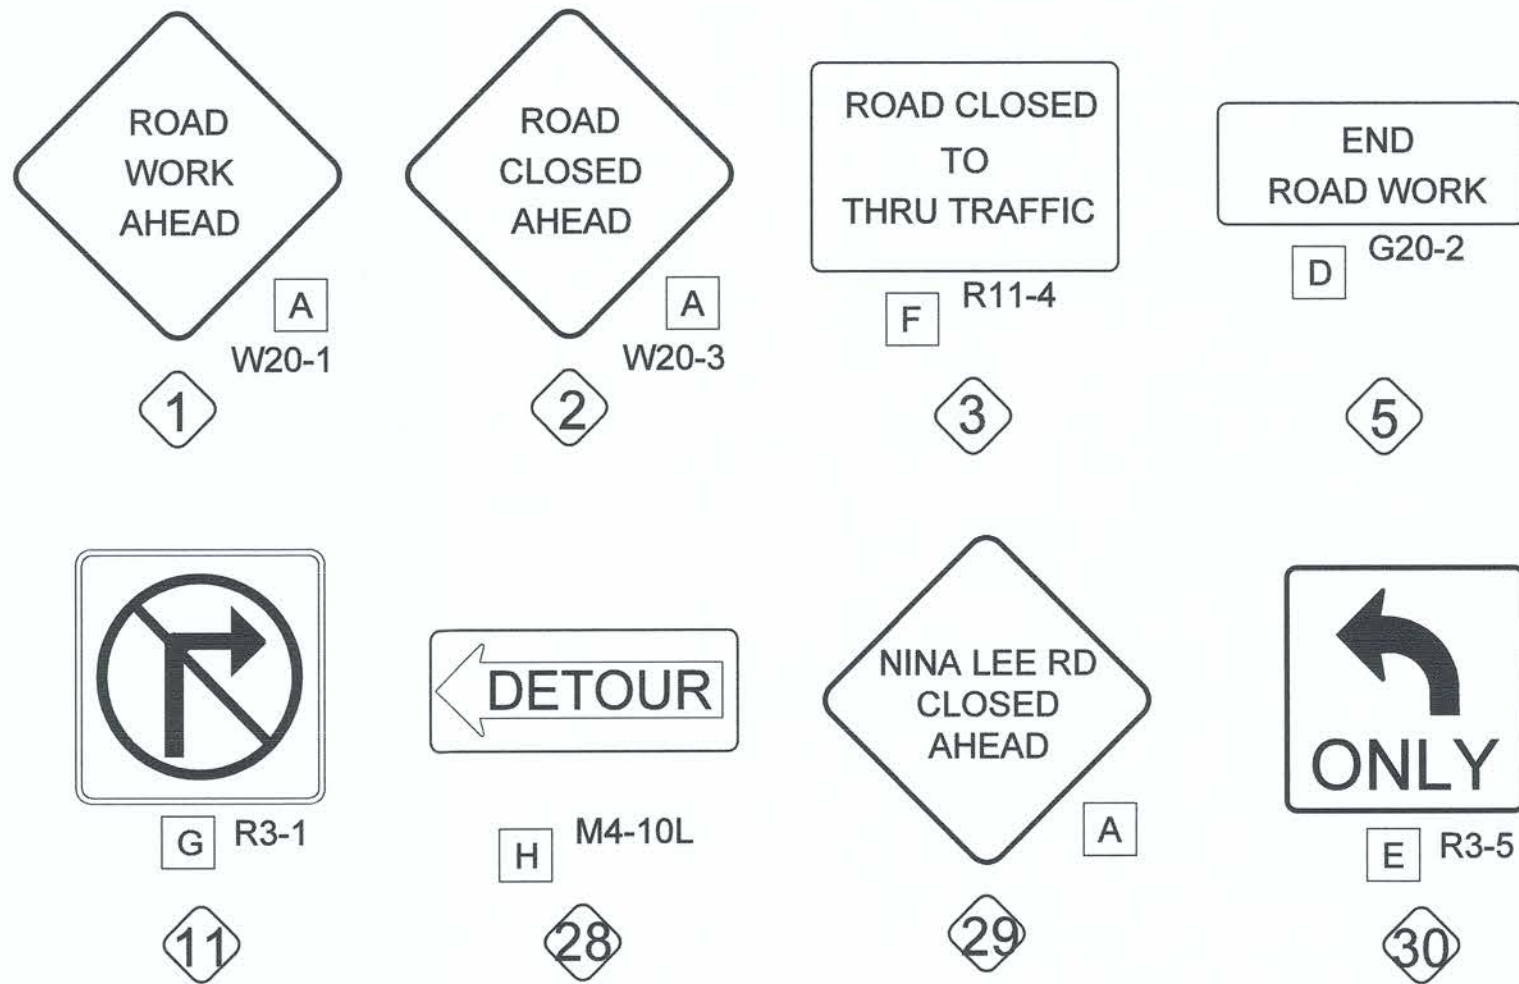 ROAD
WORK
AHEAD
A
W20-1
1
ROAD
CLOSED
AHEAD
A
W20-3
2
ROAD CLOSED
TO
THRU TRAFFIC
F
R11-4
3
END
ROAD WORK
D
G20-2
5
G
R3-1
11
DETOUR
H
M4-10L
28
NINA LEE RD
CLOSED
AHEAD
A
29
ONLY
E
R3-5
30